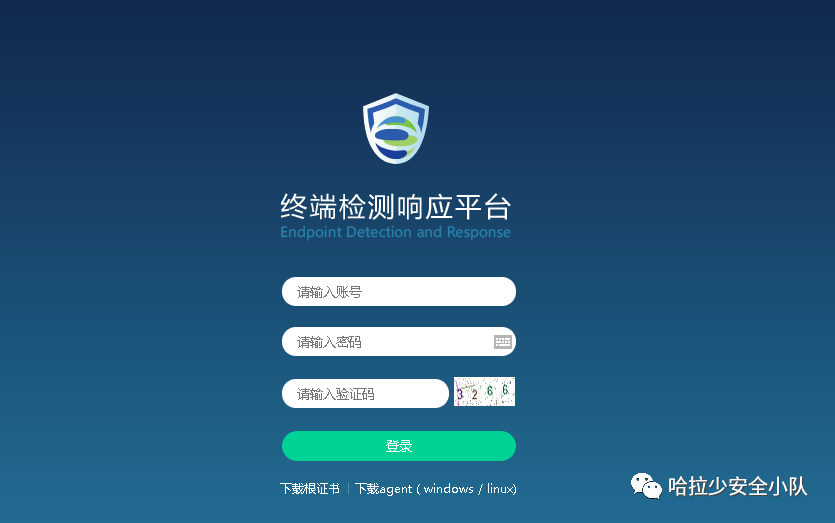 终端检测响应平台
Endpoint Detection and Response
请输入账号
请输入密码
请输入验证码
3266
登录
下载根证书 | 下载agent ( windows / linux)
哈拉少安全小队